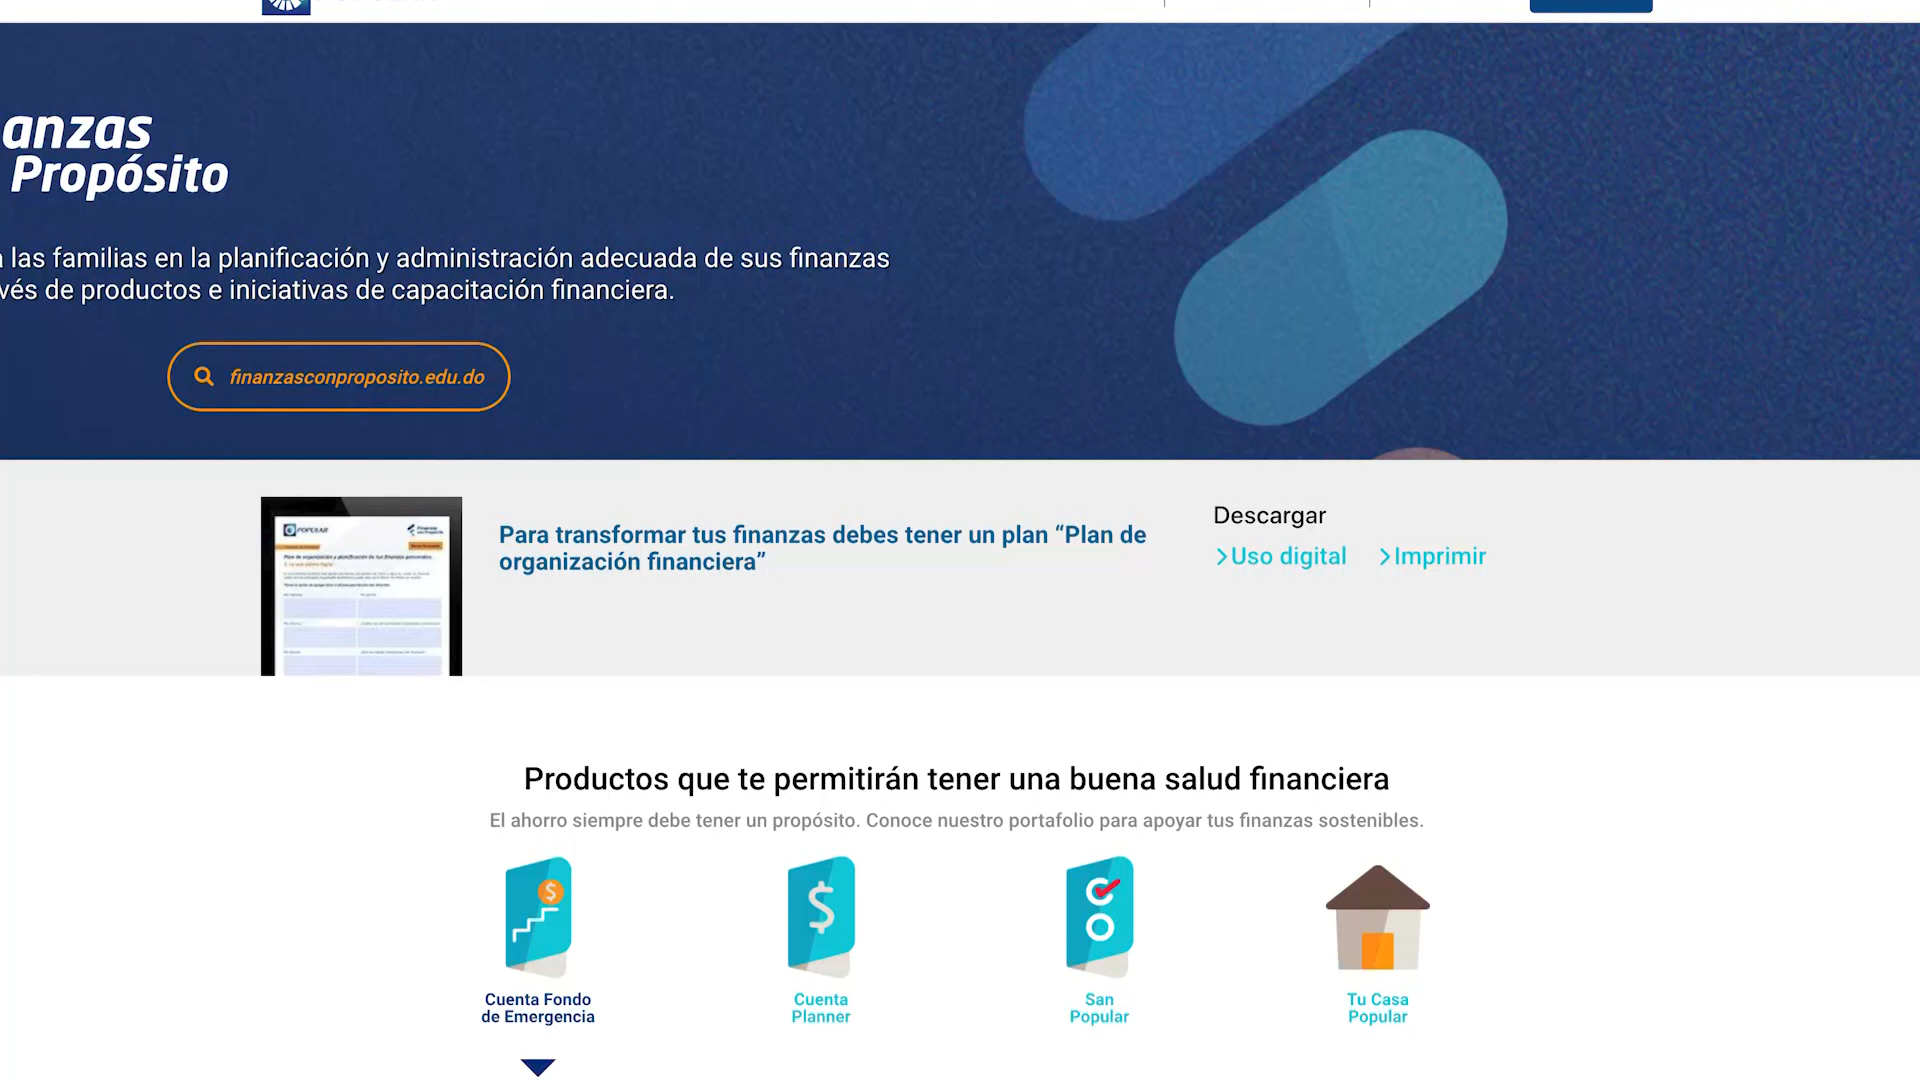 anzas
Propósito
las familias en la planificación y administración adecuada de sus finanzas
vés de productos e iniciativas de capacitación financiera.
finanzasconproposito.edu.do
POPULAR
Para transformar tus finanzas debes tener un plan “Plan de
organización financiera”
Descargar
Uso digital
Imprimir
Productos que te permitirán tener una buena salud financiera
El ahorro siempre debe tener un propósito. Conoce nuestro portafolio para apoyar tus finanzas sostenibles.
Cuenta Fondo
de Emergencia
Cuenta
Planner
San
Popular
Tu Casa
Popular